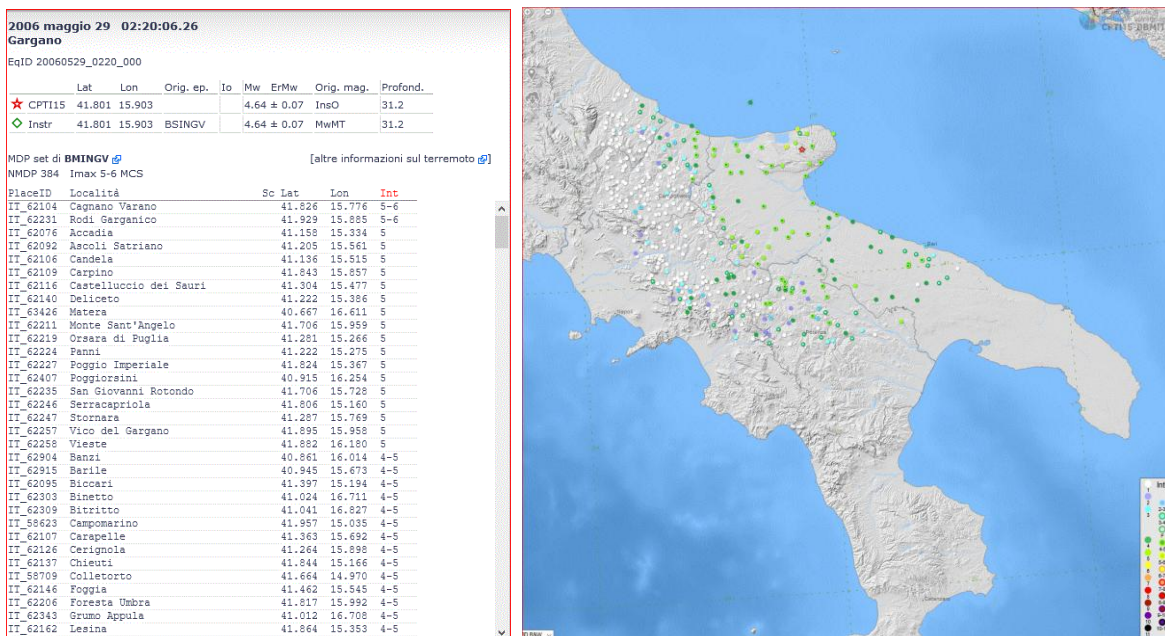 2006 maggio 29 02:20:06.26
Gargano
EqID 20060529_0220_000
Lat Lon Orig. ep. Io Mw ErMw Orig. mag. Profond.
CPTI15 41.801 15.903 4.64 ± 0.07 InsO 31.2
Instr 41.801 15.903 BSINGV 4.64 ± 0.07 MwMT 31.2
MDP set di BMINGV [altre informazioni sul terremoto]
NMDP 384 Imax 5-6 MCS
PlaceID Località Sc Lat Lon Int
IT_62104 Cagnano Varano 41.826 15.776 5-6
IT_62231 Rodi Garganico 41.929 15.885 5-6
IT_62076 Accadia 41.158 15.334 5
IT_62092 Ascoli Satriano 41.205 15.561 5
IT_62106 Candela 41.136 15.515 5
IT_62109 Carpino 41.843 15.857 5
IT_62116 Castelluccio dei Sauri 41.304 15.477 5
IT_62140 Deliceto 41.222 15.386 5
IT_63426 Matera 40.667 16.611 5
IT_62211 Monte Sant'Angelo 41.706 15.959 5
IT_62219 Orsara di Puglia 41.281 15.266 5
IT_62224 Panni 41.222 15.275 5
IT_62227 Poggio Imperiale 41.824 15.367 5
IT_62407 Poggiorsini 40.915 16.254 5
IT_62235 San Giovanni Rotondo 41.706 15.728 5
IT_62246 Serracapriola 41.806 15.160 5
IT_62247 Stornara 41.287 15.769 5
IT_62257 Vico del Gargano 41.895 15.958 5
IT_62258 Vieste 41.882 16.180 5
IT_62904 Banzi 40.861 16.014 4-5
IT_62915 Barile 40.945 15.673 4-5
IT_62095 Biccari 41.397 15.194 4-5
IT_62303 Binetto 41.024 16.711 4-5
IT_62309 Bitritto 41.041 16.827 4-5
IT_58623 Campomarino 41.957 15.035 4-5
IT_62107 Carapelle 41.363 15.692 4-5
IT_62126 Cerignola 41.264 15.898 4-5
IT_62137 Chieuti 41.844 15.166 4-5
IT_58709 Colletorto 41.664 14.970 4-5
IT_62146 Foggia 41.462 15.545 4-5
IT_62206 Foresta Umbra 41.817 15.992 4-5
IT_62343 Grumo Appula 41.012 16.708 4-5
IT_62162 Lesina 41.864 15.353 4-5
Bari
Napoli
Potenza
Catanzaro
Int